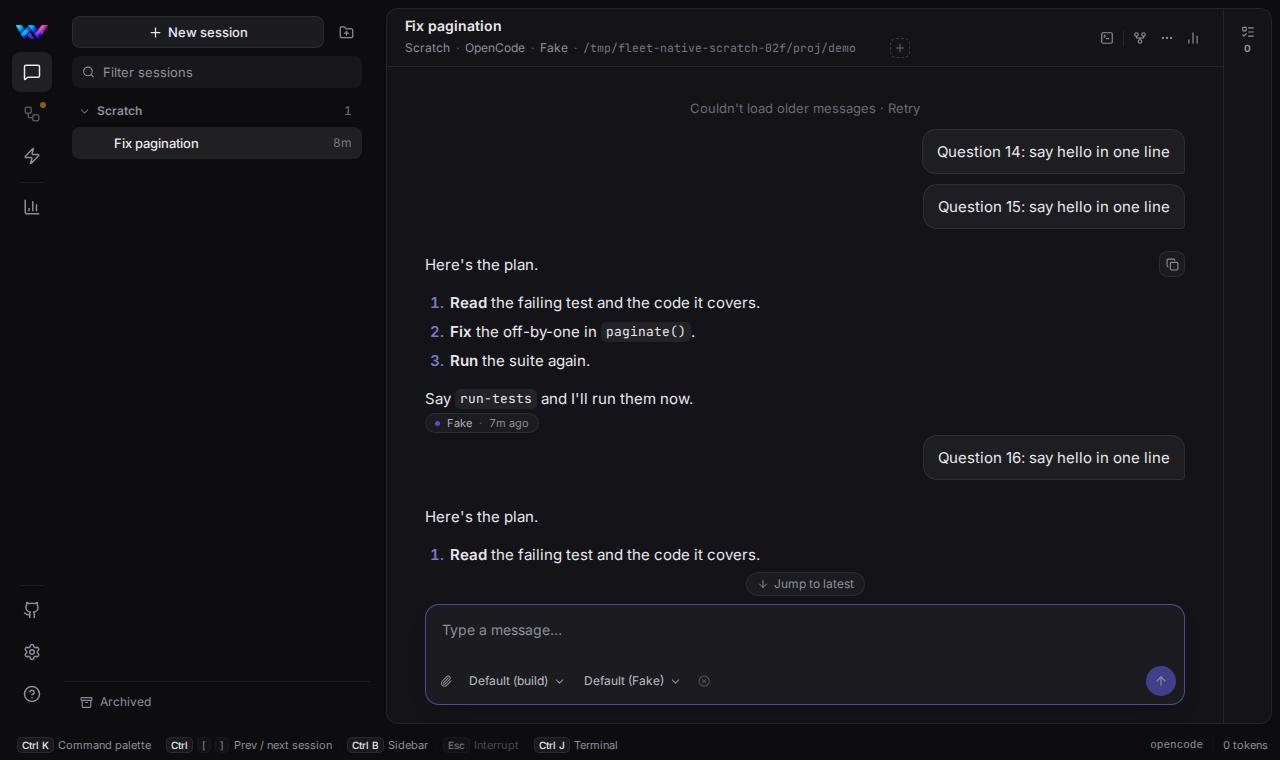 New session
Filter sessions
Scratch 1
Fix pagination 8m
Archived
Fix pagination
Scratch · OpenCode · Fake · /tmp/fleet-native-scratch-02f/proj/demo
0
Couldn't load older messages · Retry
Question 14: say hello in one line
Question 15: say hello in one line
Here's the plan.
1. Read the failing test and the code it covers.
2. Fix the off-by-one in paginate().
3. Run the suite again.
Say run-tests and I'll run them now.
Fake · 7m ago
Question 16: say hello in one line
Here's the plan.
1. Read the failing test and the code it covers.
Jump to latest
Type a message...
Default (build) Default (Fake)
Ctrl K Command palette Ctrl [ ] Prev / next session Ctrl B Sidebar Esc Interrupt Ctrl J Terminal opencode 0 tokens